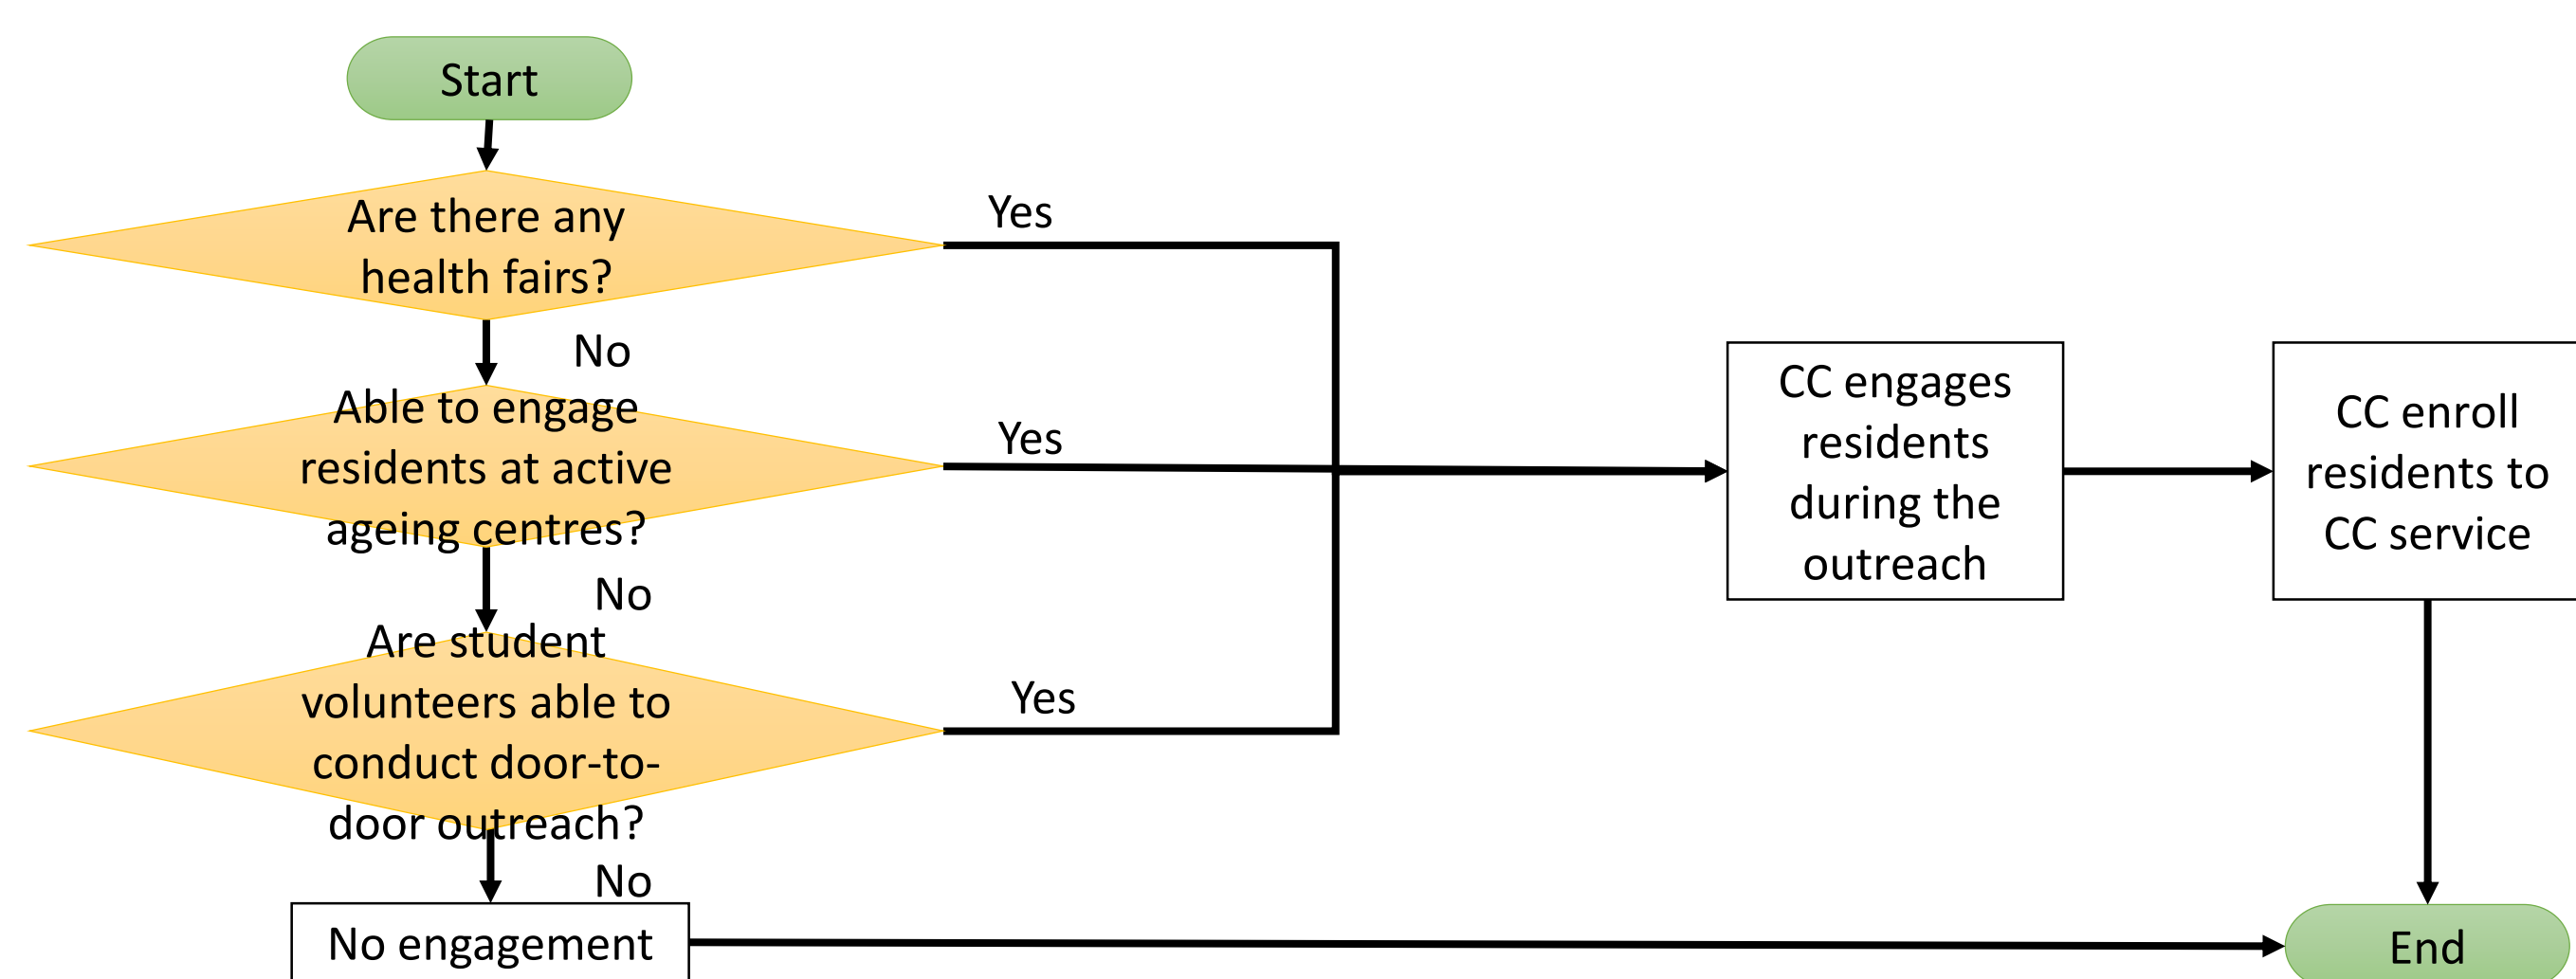 Start
Are there any
health fairs?
Yes
No
Able to engage
residents at active
ageing centres?
Yes
No
Are student
volunteers able to
conduct door-to-
door outreach?
Yes
No
No engagement
CC engages
residents
during the
outreach
CC enroll
residents to
CC service
End